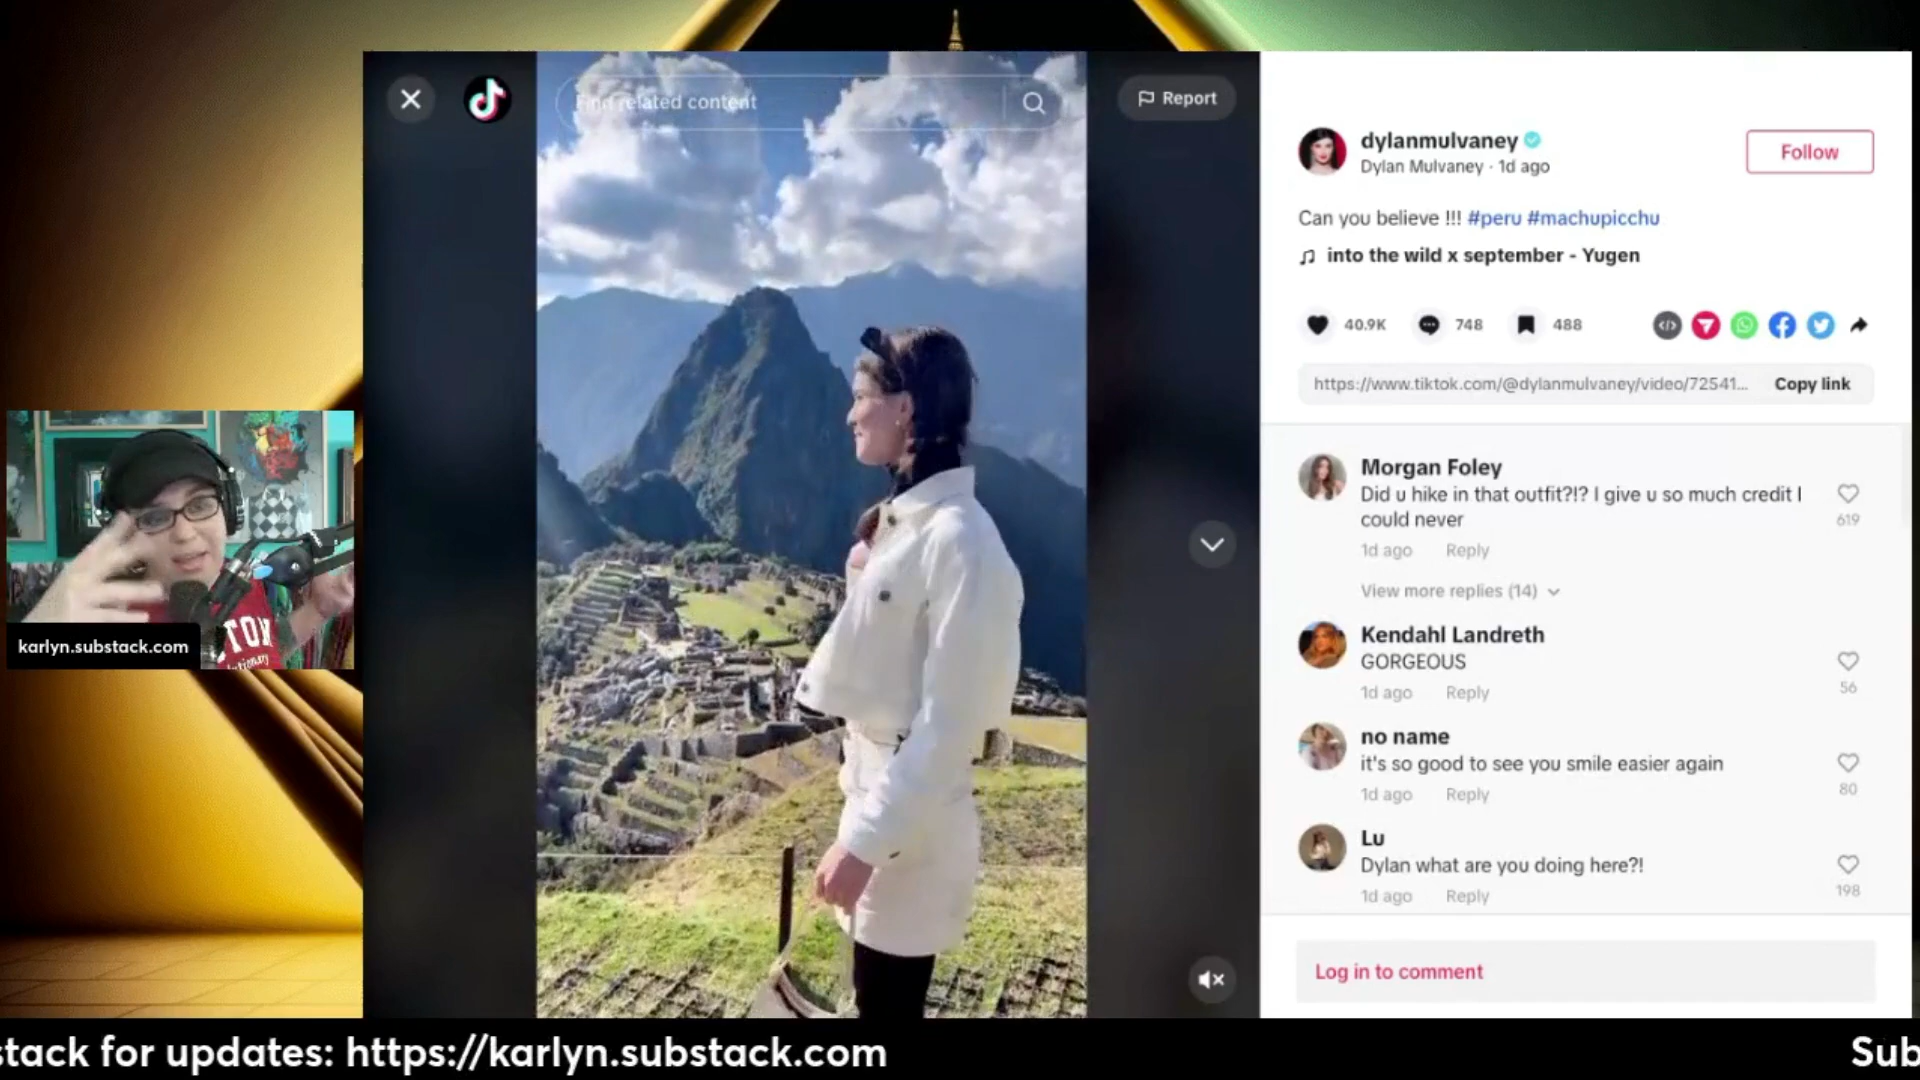 Find related content
Report
dylanmulvaney
Dylan Mulvaney · 1d ago
Follow
Can you believe !!! #peru #machupicchu
into the wild x september - Yugen
40.9K
748
488
https://www.tiktok.com/@dylanmulvaney/video/72541...
Copy link
Morgan Foley
Did u hike in that outfit?!? I give u so much credit I
could never
619
1d ago Reply
View more replies (14)
Kendahl Landreth
GORGEOUS
56
1d ago Reply
no name
it's so good to see you smile easier again
80
1d ago Reply
Lu
Dylan what are you doing here?!
198
1d ago Reply
Log in to comment
TON
karlyn.substack.com
stack for updates: https://karlyn.substack.com
Sub